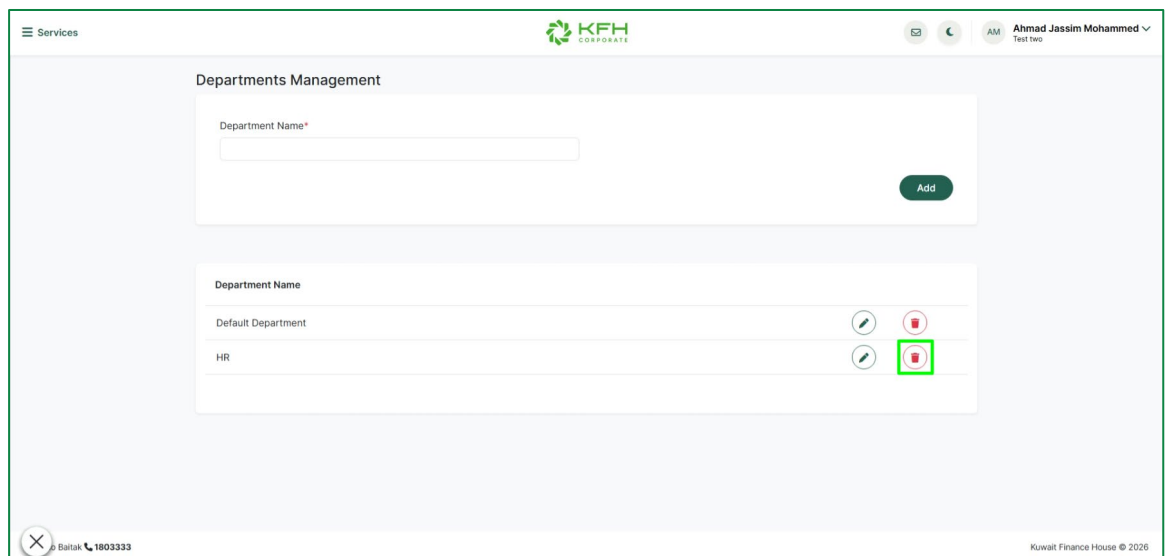 Services
KFH
CORPORATE
AM
Ahmad Jassim Mohammed
Test two
Departments Management
Department Name*
Add
Department Name
Default Department
HR
o Baitak 1803333
Kuwait Finance House © 2026